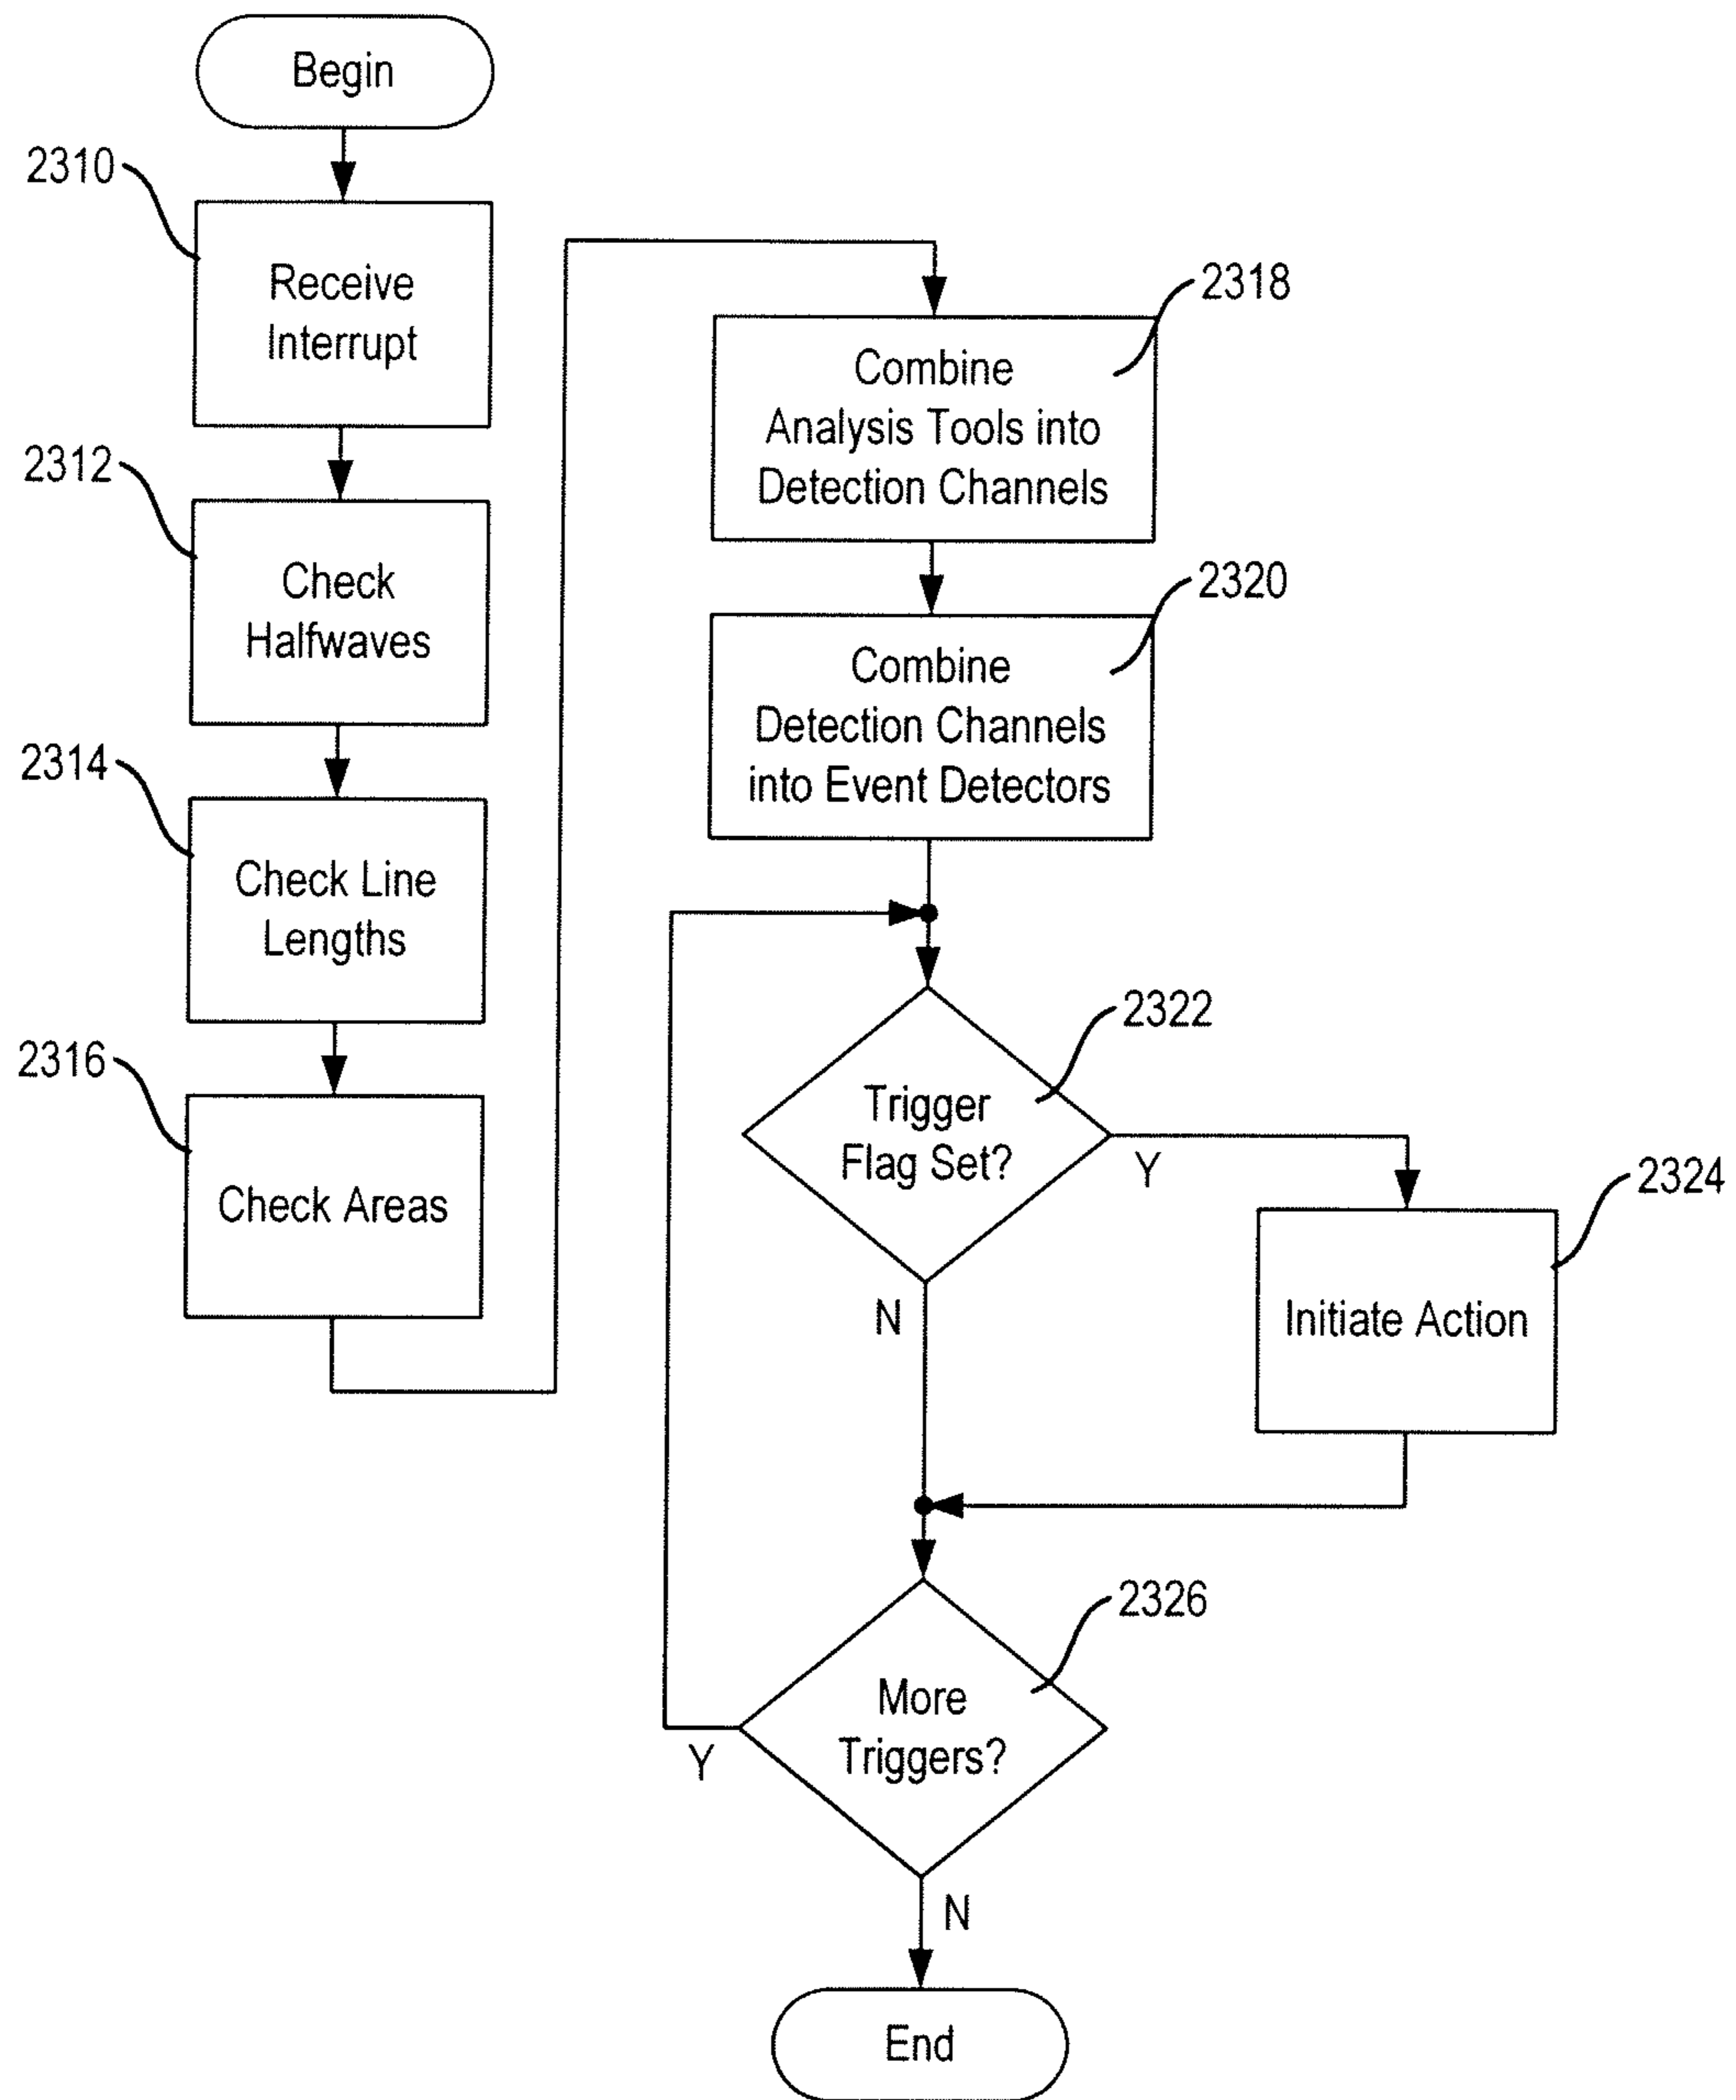 Begin
2310
Receive
Interrupt
2312
Check
Halfwaves
2314
Check Line
Lengths
2316
Check Areas
2318
Combine
Analysis Tools into
Detection Channels
2320
Combine
Detection Channels
into Event Detectors
2322
Trigger
Flag Set?
Y
N
2324
Initiate Action
2326
More
Triggers?
Y
N
End